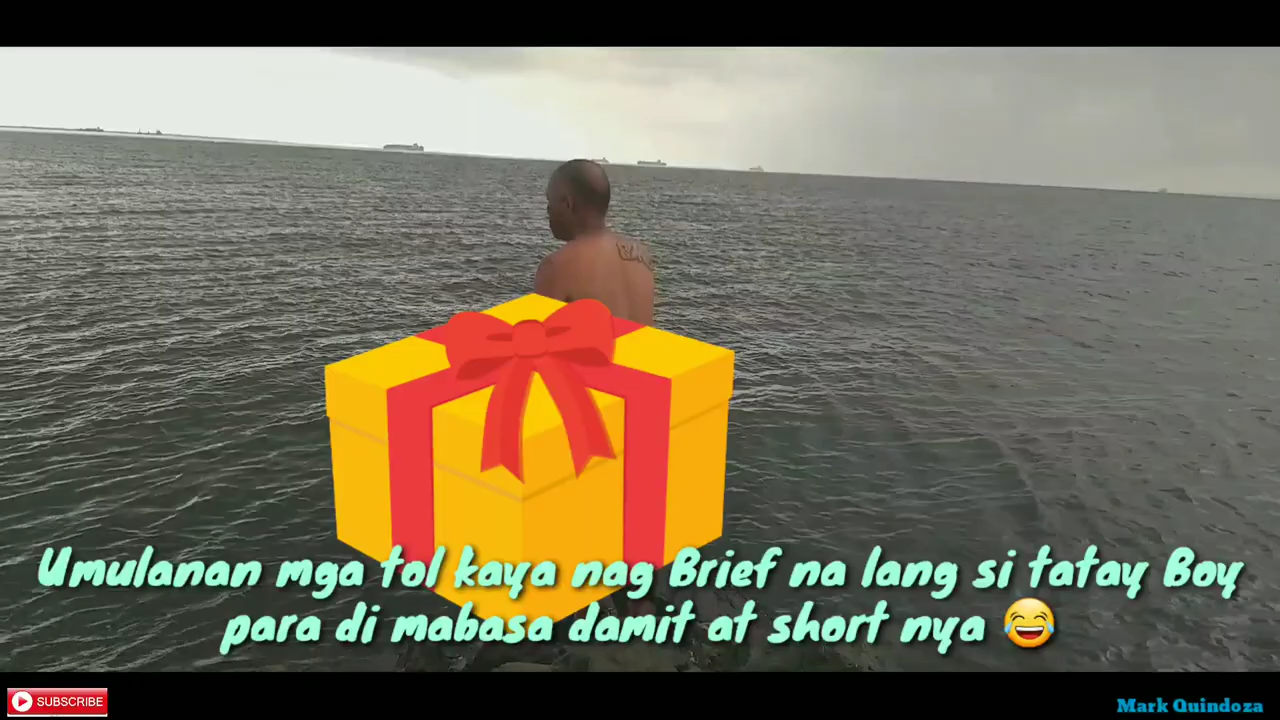 Umulanan mga tol kaya nag Brief na lang si tatay Boy
para di mabasa damit at short nya 😂
SUBSCRIBE
Mark Quindoza